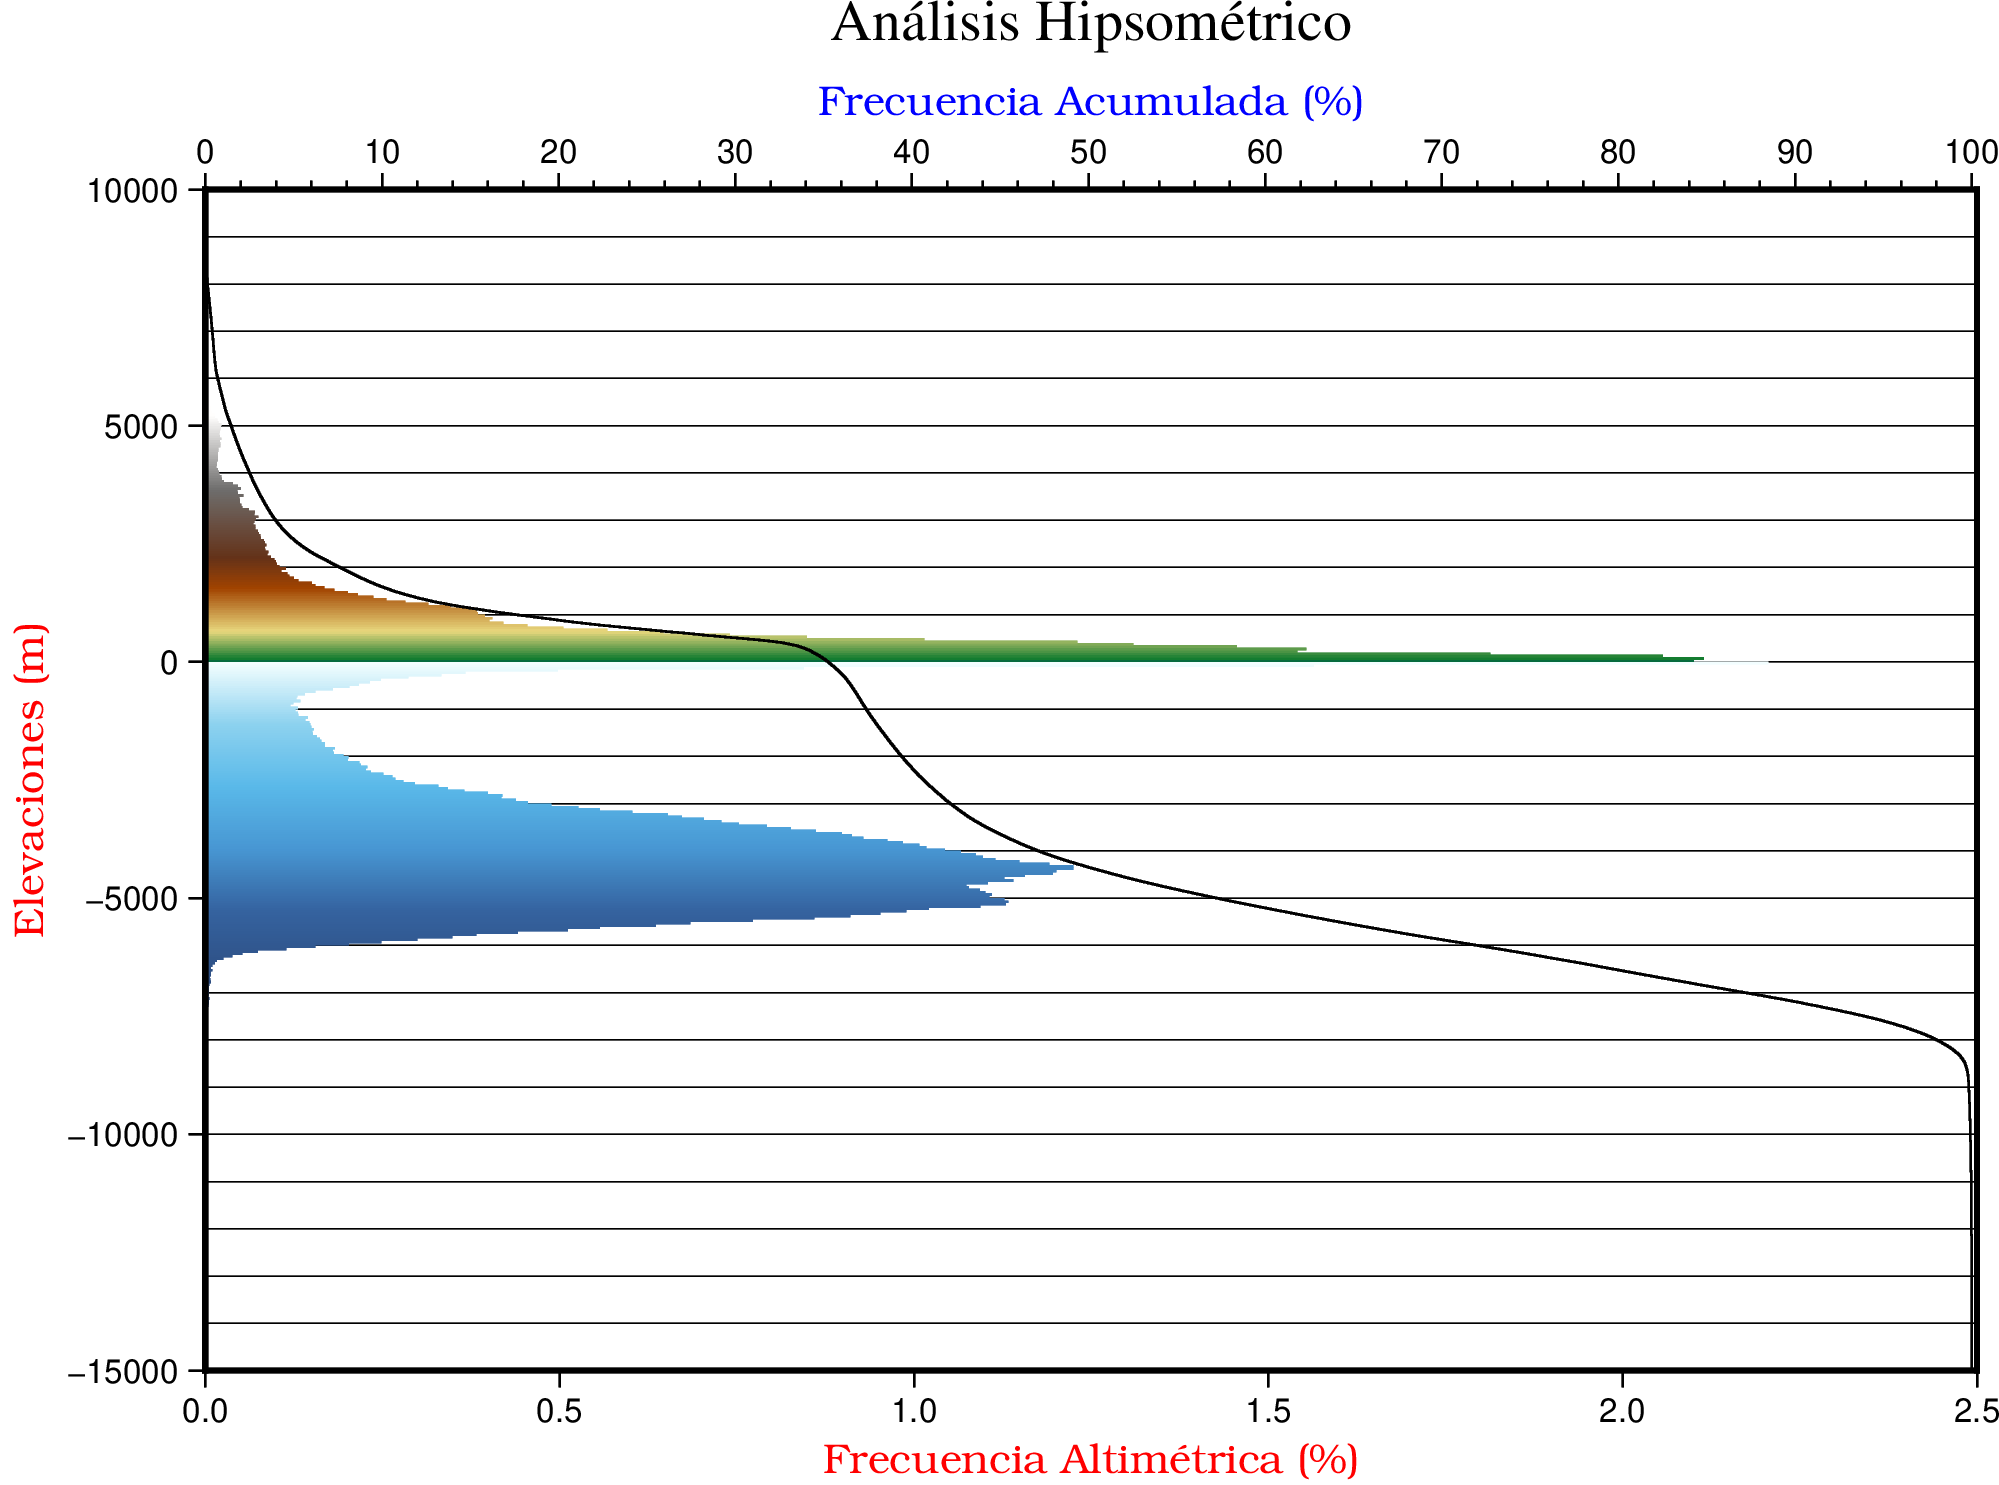 Análisis Hipsométrico
Frecuencia Acumulada (%)
0 10 20 30 40 50 60 70 80 90 100
10000
5000
0
−5000
−10000
−15000
Elevaciones (m)
0.0 0.5 1.0 1.5 2.0 2.5
Frecuencia Altimétrica (%)